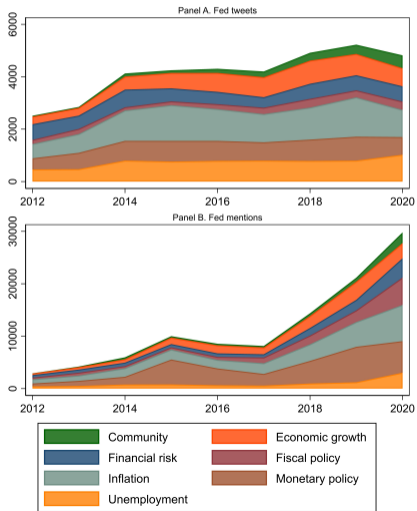 Panel A. Fed tweets
6000
4000
2000
0
2012 2014 2016 2018 2020
Panel B. Fed mentions
30000
20000
10000
0
2012 2014 2016 2018 2020
Community Economic growth
Financial risk Fiscal policy
Inflation Monetary policy
Unemployment